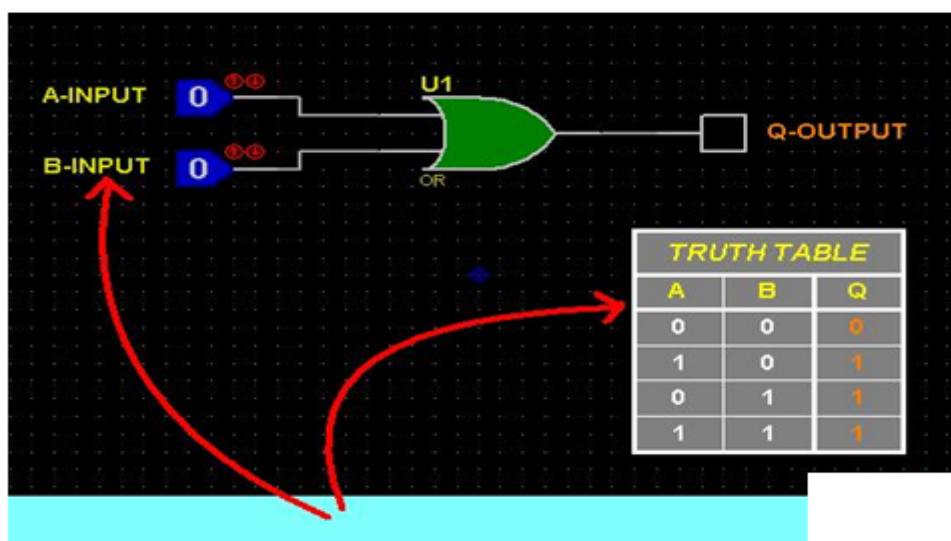 U1
A-INPUT 0
Q-OUTPUT
B-INPUT 0
OR
TRUTH TABLE
A B Q
0 0 0
1 0 1
0 1 1
1 1 1